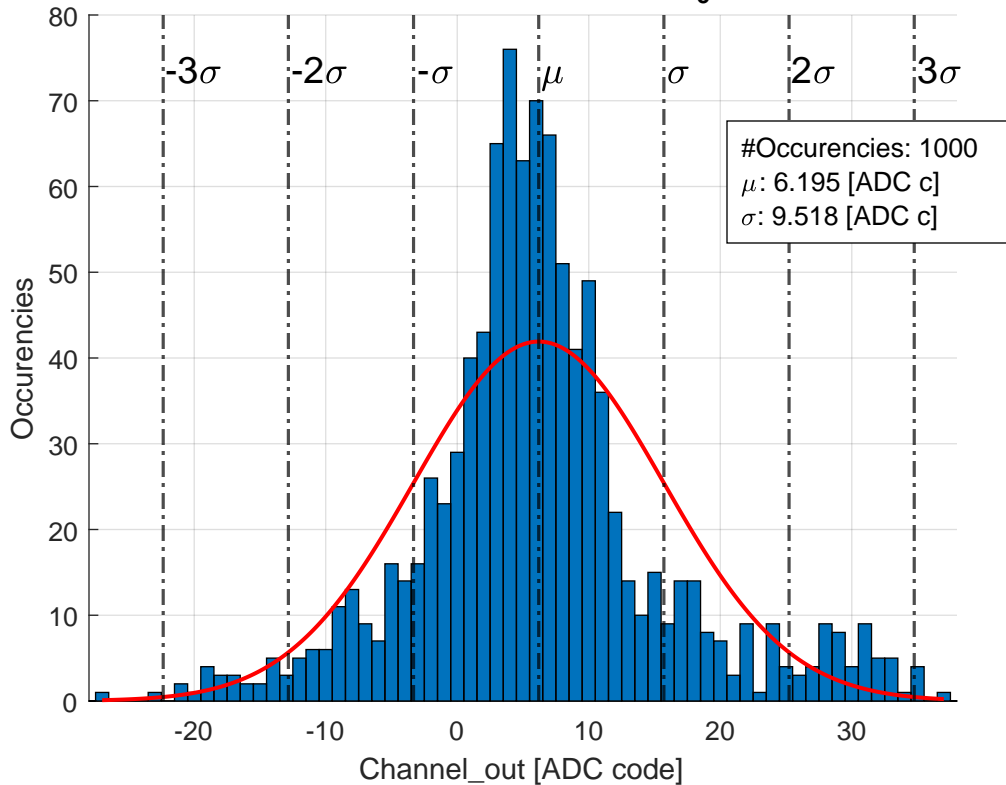 80
70
60
50
40
30
20
10
0
-3σ
-2σ
-σ
μ
σ
2σ
3σ
#Occurencies: 1000
μ: 6.195 [ADC c]
σ: 9.518 [ADC c]
Occurencies
-20
-10
0
10
20
30
Channel_out [ADC code]